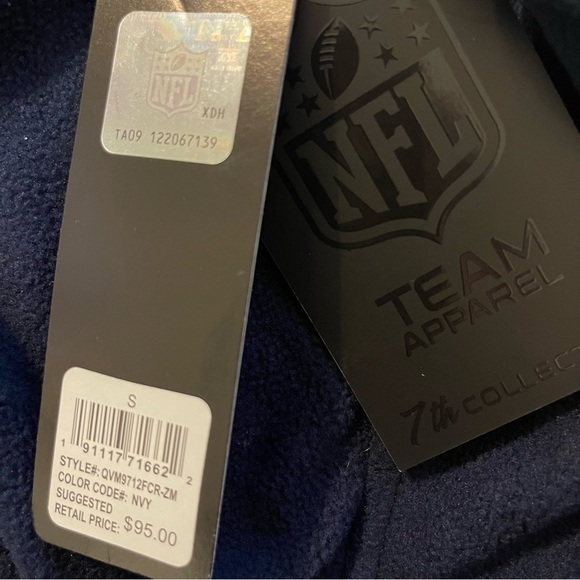 NFL
XDH
TA09 122067139
S
1 91117 71662 2
STYLE#: QVM9712FCR-ZM
COLOR CODE#: NVY
SUGGESTED
RETAIL PRICE: $95.00
NFL
TEAM
APPAREL
7th COLLECT